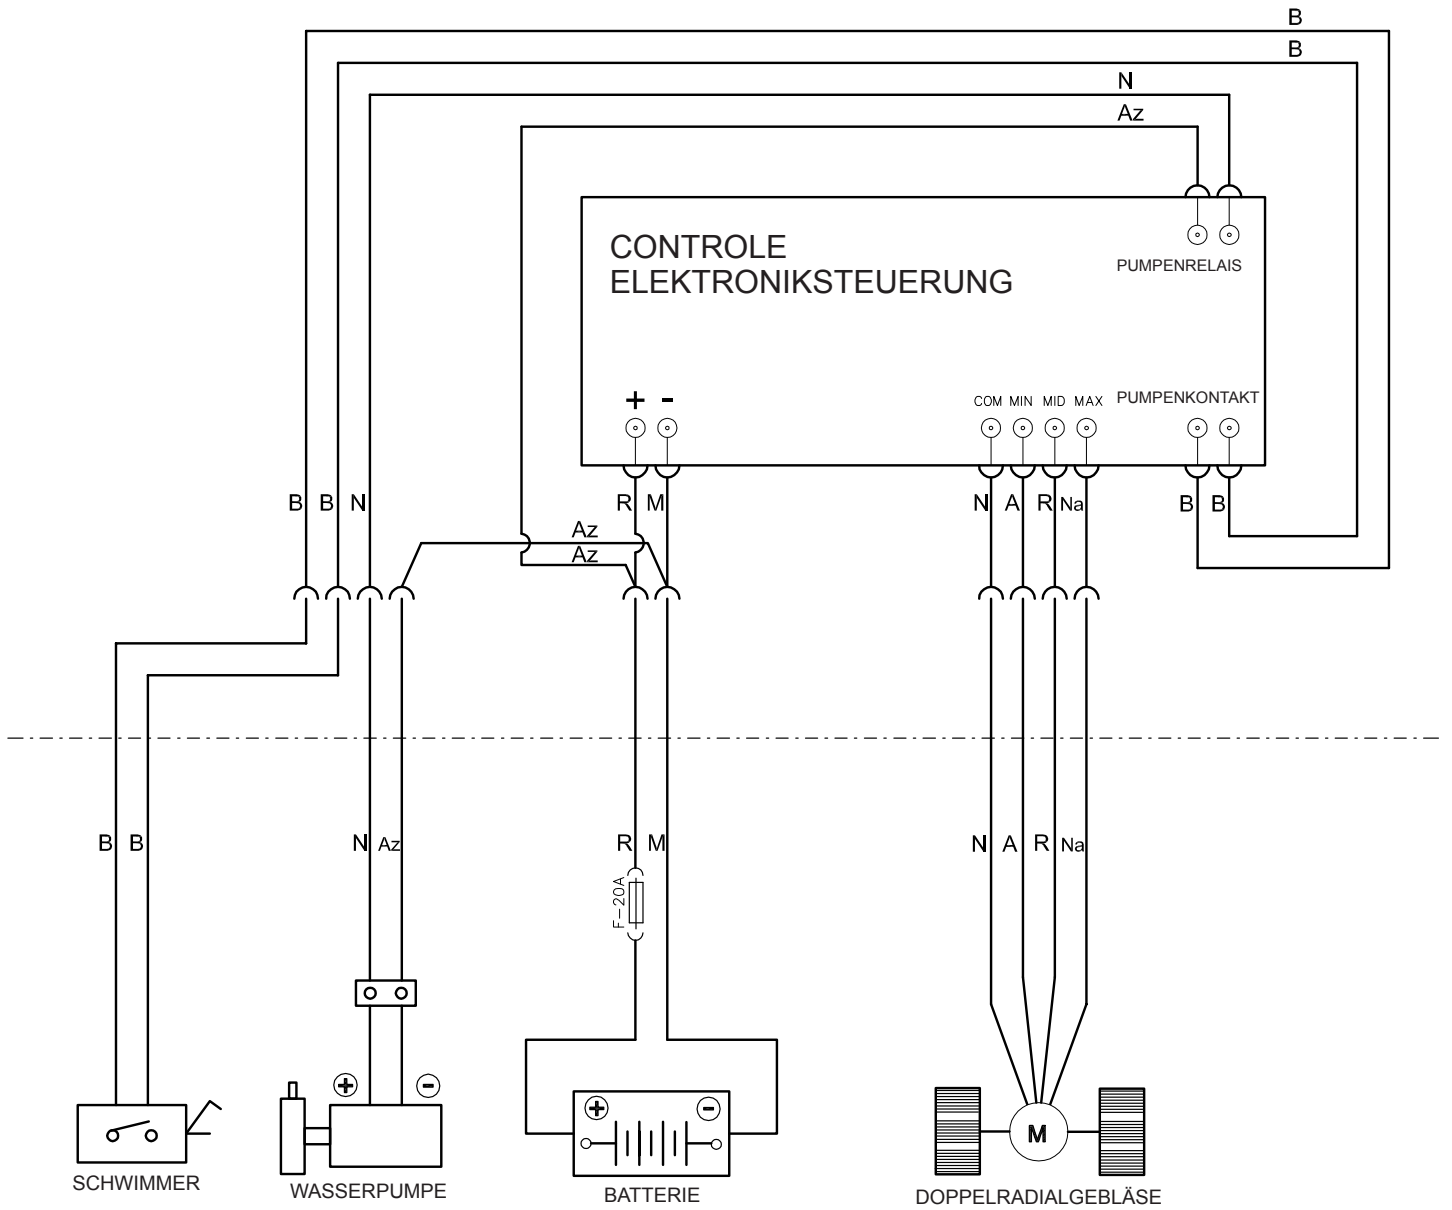 B
B
N
Az
CONTROLE
ELEKTRONIKSTEUERUNG
PUMPENRELAIS
+ -
COM MIN MID MAX
PUMPENKONTAKT
B B N
R M
N A R Na
B B
Az
Az
B B
N Az
R M
N A R Na
F-20A
+ -
+ -
M
SCHWIMMER
WASSERPUMPE
BATTERIE
DOPPELRADIALGEBLÄSE